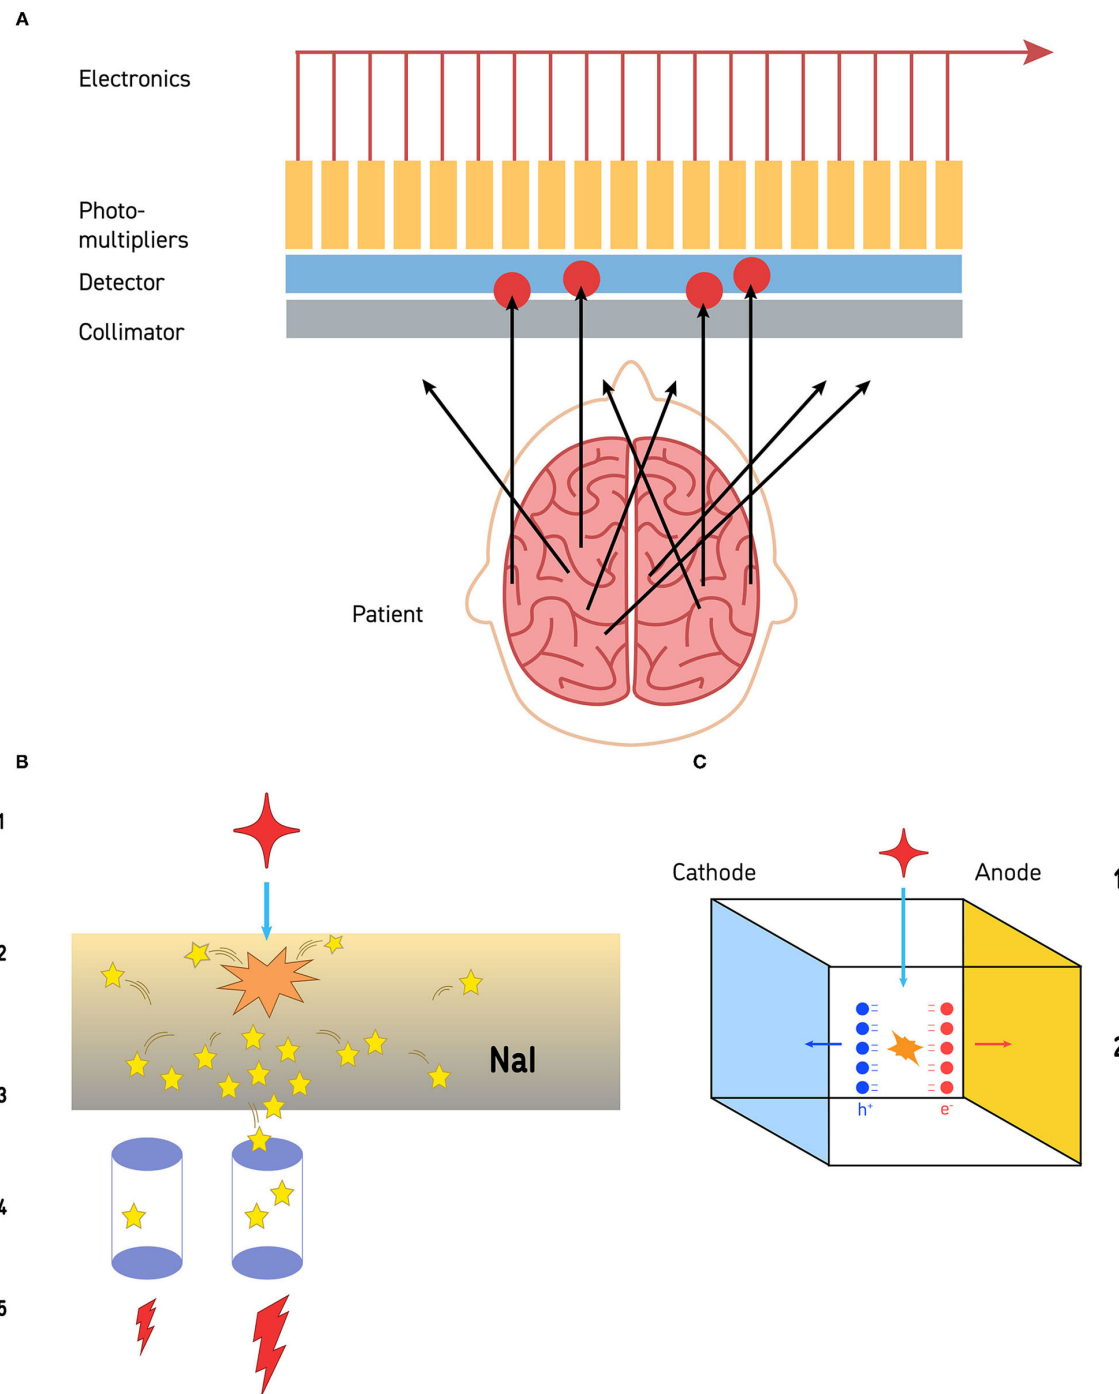 A
Electronics
Photo-
multipliers
Detector
Collimator
Patient
B
1
2
NaI
3
4
5
C
Cathode
Anode
1
2
h⁺
e⁻